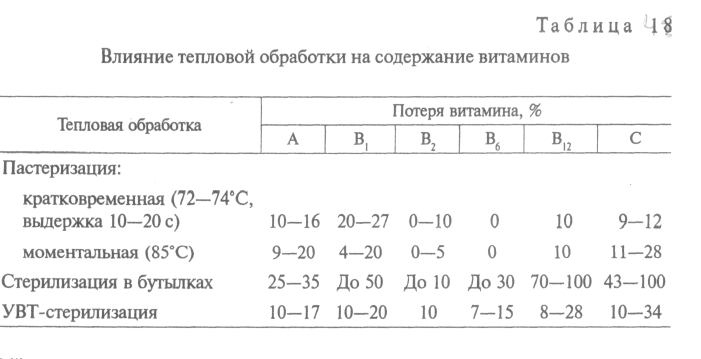 Таблица 18
Влияние тепловой обработки на содержание витаминов
Тепловая обработка Потеря витамина, %
A B₁ B₂ B₆ B₁₂ C
Пастеризация:
кратковременная (72—74°С,
выдержка 10—20 с) 10—16 20—27 0—10 0 10 9—12
моментальная (85°С) 9—20 4—20 0—5 0 10 11—28
Стерилизация в бутылках 25—35 До 50 До 10 До 30 70—100 43—100
УВТ-стерилизация 10—17 10—20 10 7—15 8—28 10—34